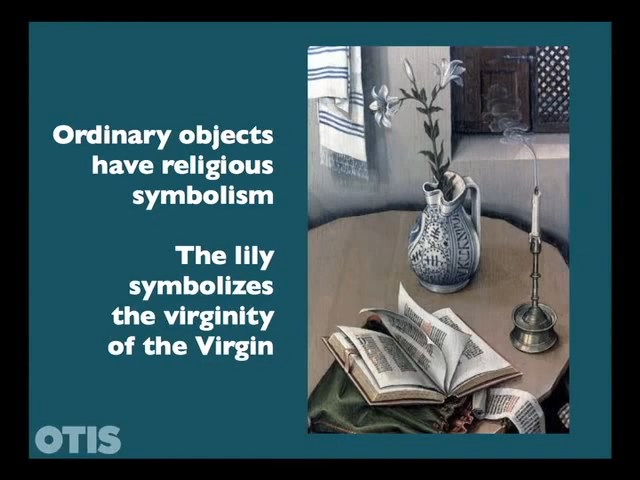 Ordinary objects
have religious
symbolism
The lily
symbolizes
the virginity
of the Virgin
OTIS